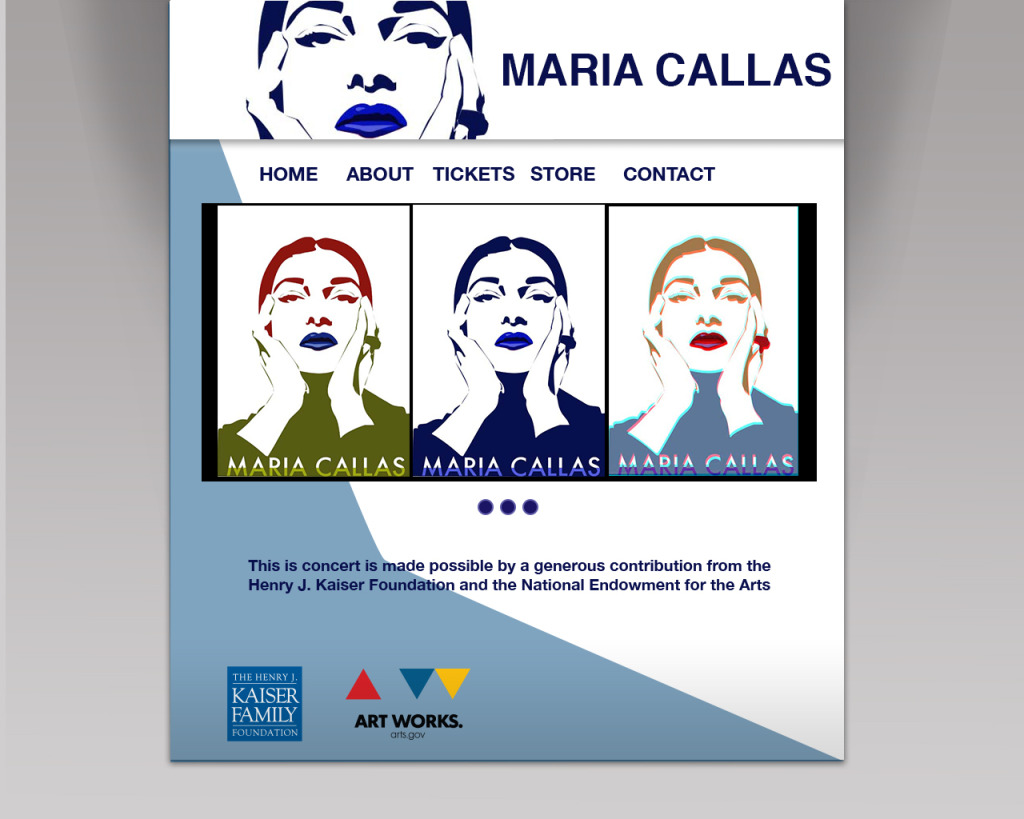 MARIA CALLAS
HOME ABOUT TICKETS STORE CONTACT
MARIA CALLAS MARIA CALLAS MARIA CALLAS
This is concert is made possible by a generous contribution from the
Henry J. Kaiser Foundation and the National Endowment for the Arts
THE HENRY J.
KAISER
FAMILY
FOUNDATION
ART WORKS.
arts.gov